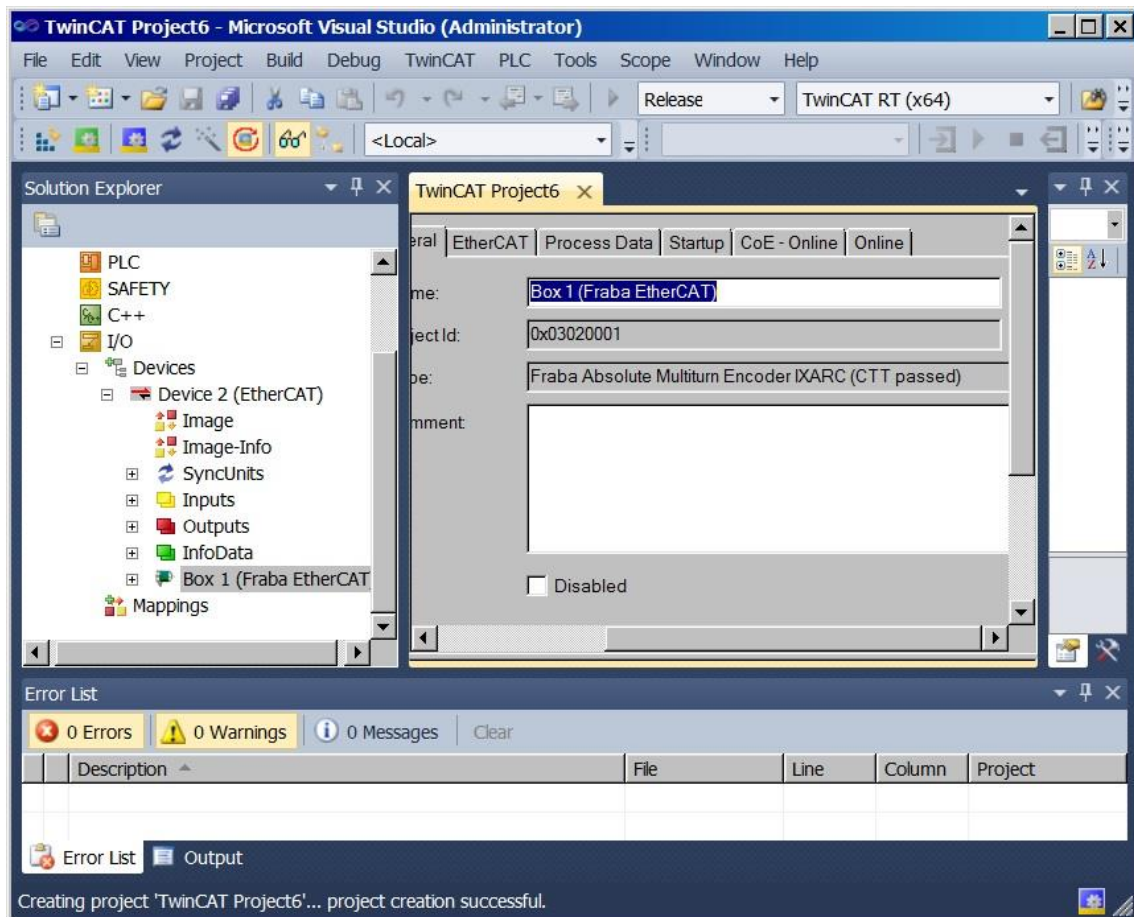 TwinCAT Project6 - Microsoft Visual Studio (Administrator)
File Edit View Project Build Debug TwinCAT PLC Tools Scope Window Help
Release TwinCAT RT (x64)
<Local>
Solution Explorer
PLC
SAFETY
C++
I/O
Devices
Device 2 (EtherCAT)
Image
Image-Info
SyncUnits
Inputs
Outputs
InfoData
Box 1 (Fraba EtherCAT
Mappings
TwinCAT Project6
eral EtherCAT Process Data Startup CoE - Online Online
me: Box 1 (Fraba EtherCAT)
ject Id: 0x03020001
pe: Fraba Absolute Multiturn Encoder IXARC (CTT passed)
mment:
Disabled
Error List
0 Errors 0 Warnings 0 Messages Clear
Description File Line Column Project
Error List Output
Creating project 'TwinCAT Project6'... project creation successful.